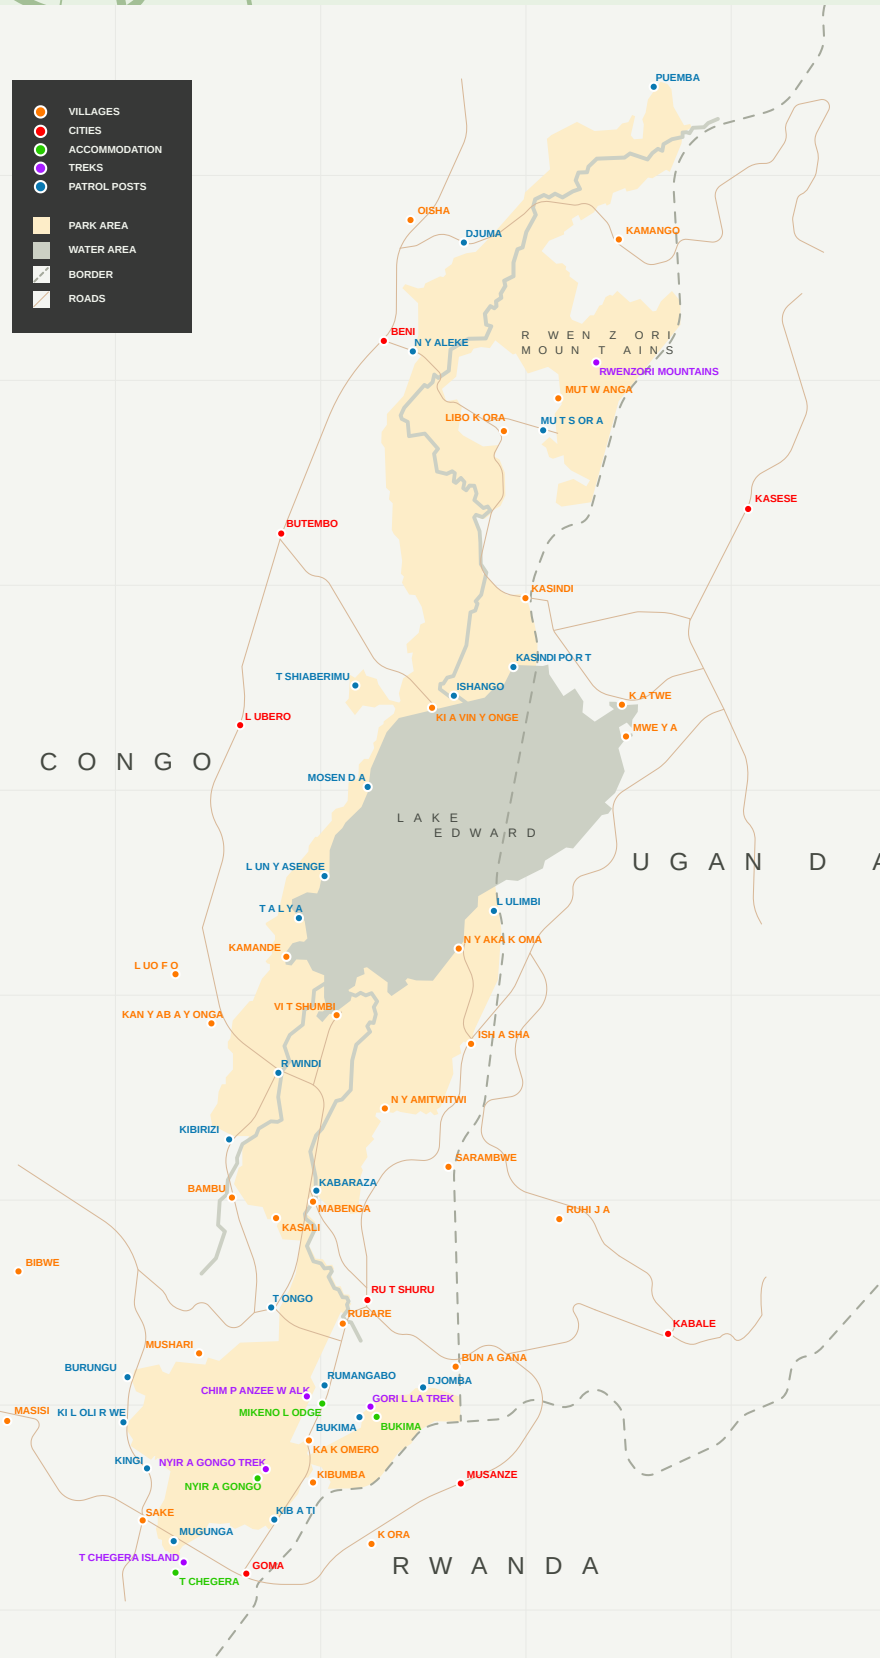 PUEMBA
VILLAGES
CITIES
ACCOMMODATION
TREKS
PATROL POSTS
PARK AREA
WATER AREA
BORDER
ROADS
OISHA
DJUMA
KAMANGO
BENI
NYALEKE
RWENZORI
MOUNTAINS
RWENZORI MOUNTAINS
MUTWANGA
LIBOKORA
MUTSORA
KASESE
BUTEMBO
KASINDI
KASINDI PORT
TSHIABERIMU
ISHANGO
KATWE
LUBERO
KIAVINYONGE
MWEYA
CONGO
MOSENDA
LAKE
EDWARD
UGANDA
LUNYASENGE
LULIMBI
TALYA
NYAKAKOMA
KAMANDE
LUOFO
VITSHUMBI
KANYABAYONGA
ISHASHA
RWINDI
NYAMITWITWI
KIBIRIZI
SARAMBWE
KABARAZA
BAMBU
MABENGA
RUHIJA
KASALI
BIBWE
RUTSHURU
TONGO
RUBARE
KABALE
MUSHARI
BUNAGANA
BURUNGU
RUMANGABO
DJOMBA
CHIMPANZEE WALK
GORILLA TREK
MASISI
KILOLIRWE
MIKENO LODGE
BUKIMA
BUKIMA
KAKOMERO
KINGI
NYIRAGONGO TREK
KIBUMBA
MUSANZE
NYIRAGONGO
SAKE
KIBATI
MUGUNGA
KORA
TCHEGERA ISLAND
GOMA
RWANDA
TCHEGERA